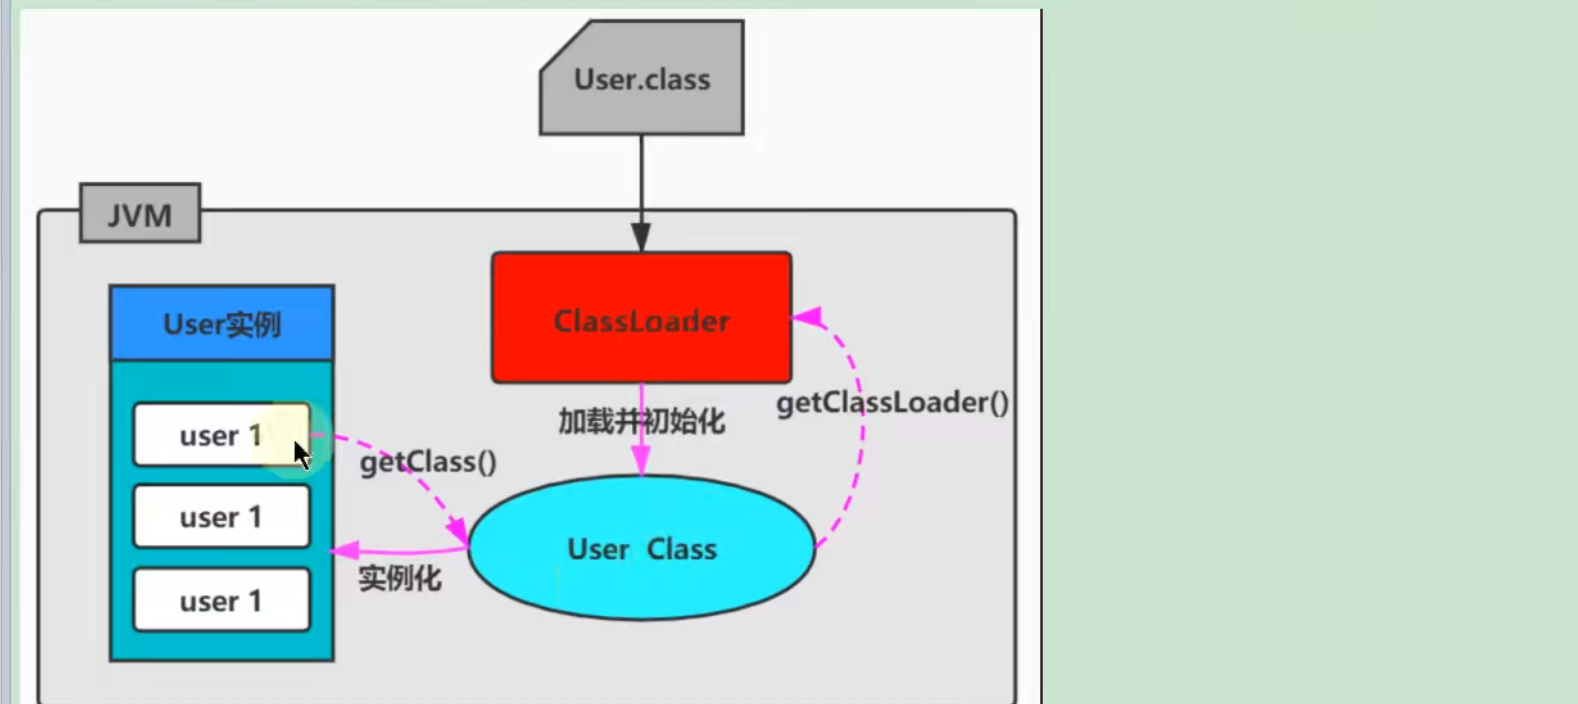 User.class
JVM
ClassLoader
User实例
getClassLoader()
加载并初始化
user 1
getClass()
user 1
User Class
实例化
user 1